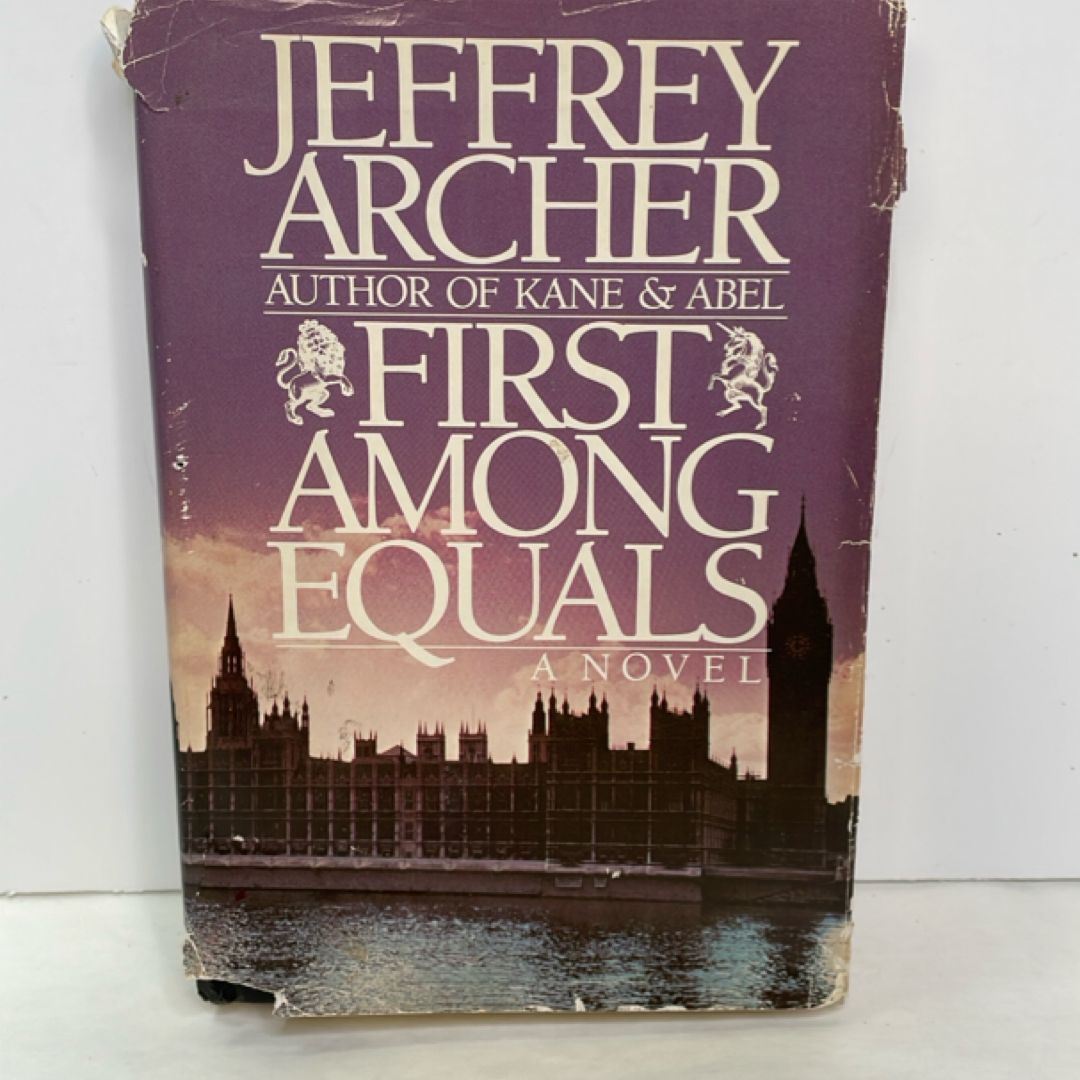 JEFFREY
ARCHER
AUTHOR OF KANE & ABEL
FIRST
AMONG
EQUALS
A NOVEL